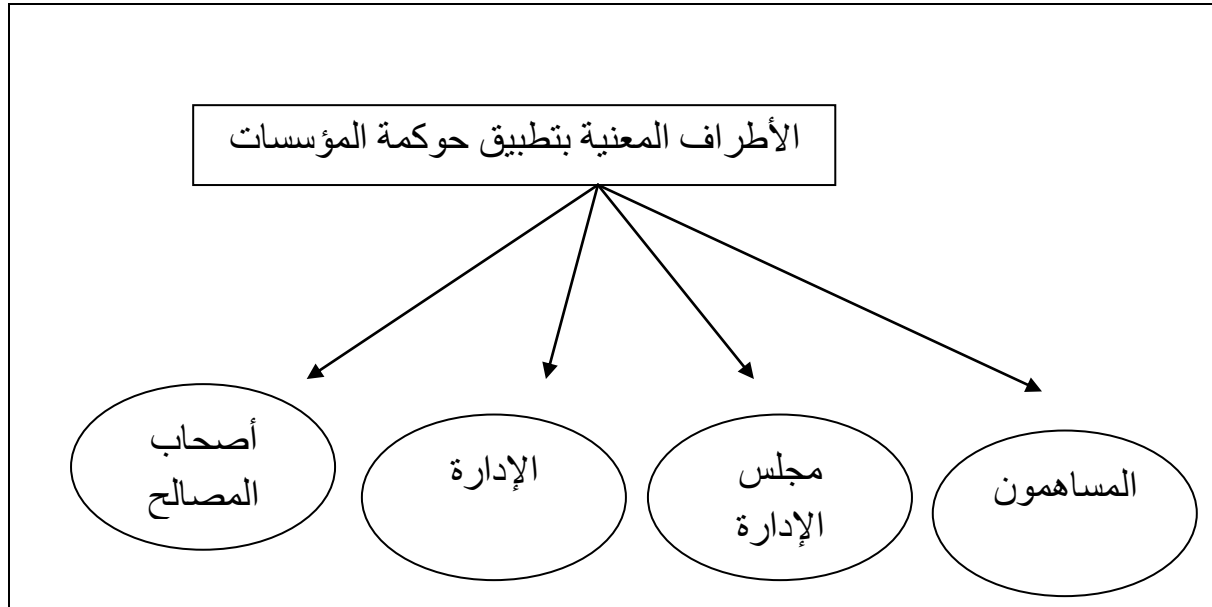 الأطراف المعنية بتطبيق حوكمة المؤسسات
المساهمون
مجلس
الإدارة
الإدارة
أصحاب
المصالح